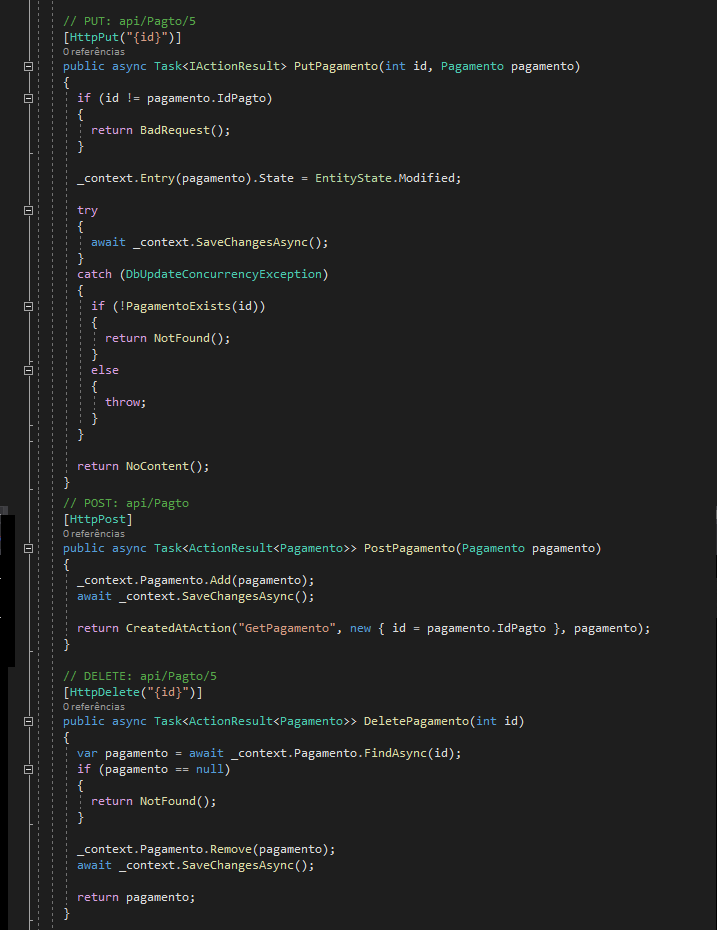 // PUT: api/Pagto/5
[HttpPut("{id}")]
0 referências
public async Task<IActionResult> PutPagamento(int id, Pagamento pagamento)
{
if (id != pagamento.IdPagto)
{
return BadRequest();
}
_context.Entry(pagamento).State = EntityState.Modified;
try
{
await _context.SaveChangesAsync();
}
catch (DbUpdateConcurrencyException)
{
if (!PagamentoExists(id))
{
return NotFound();
}
else
{
throw;
}
}
return NoContent();
}
// POST: api/Pagto
[HttpPost]
0 referências
public async Task<ActionResult<Pagamento>> PostPagamento(Pagamento pagamento)
{
_context.Pagamento.Add(pagamento);
await _context.SaveChangesAsync();
return CreatedAtAction("GetPagamento", new { id = pagamento.IdPagto }, pagamento);
}
// DELETE: api/Pagto/5
[HttpDelete("{id}")]
0 referências
public async Task<ActionResult<Pagamento>> DeletePagamento(int id)
{
var pagamento = await _context.Pagamento.FindAsync(id);
if (pagamento == null)
{
return NotFound();
}
_context.Pagamento.Remove(pagamento);
await _context.SaveChangesAsync();
return pagamento;
}